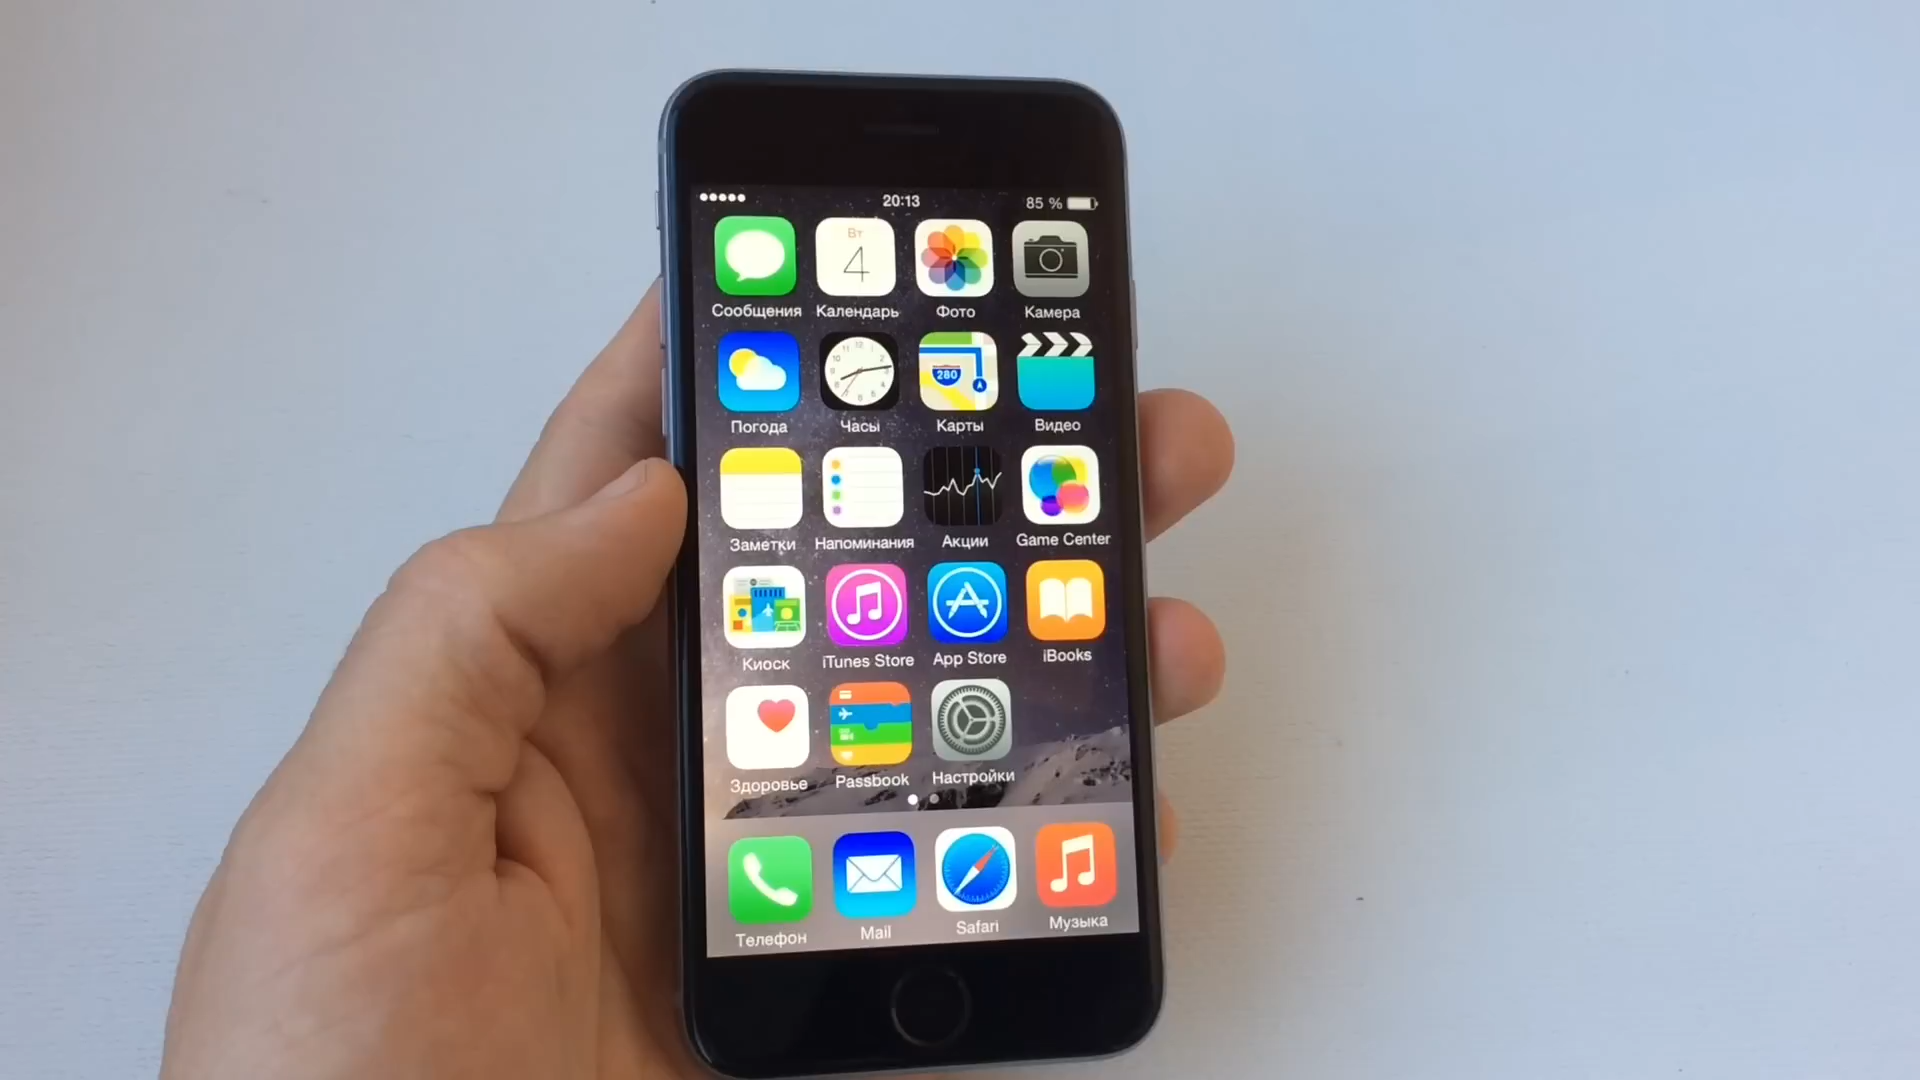 20:13 85 %
Вт
4
Сообщения Календарь Фото Камера
280
Погода Часы Карты Видео
Заметки Напоминания Акции Game Center
Киоск iTunes Store App Store iBooks
Здоровье Passbook Настройки
Телефон Mail Safari Музыка